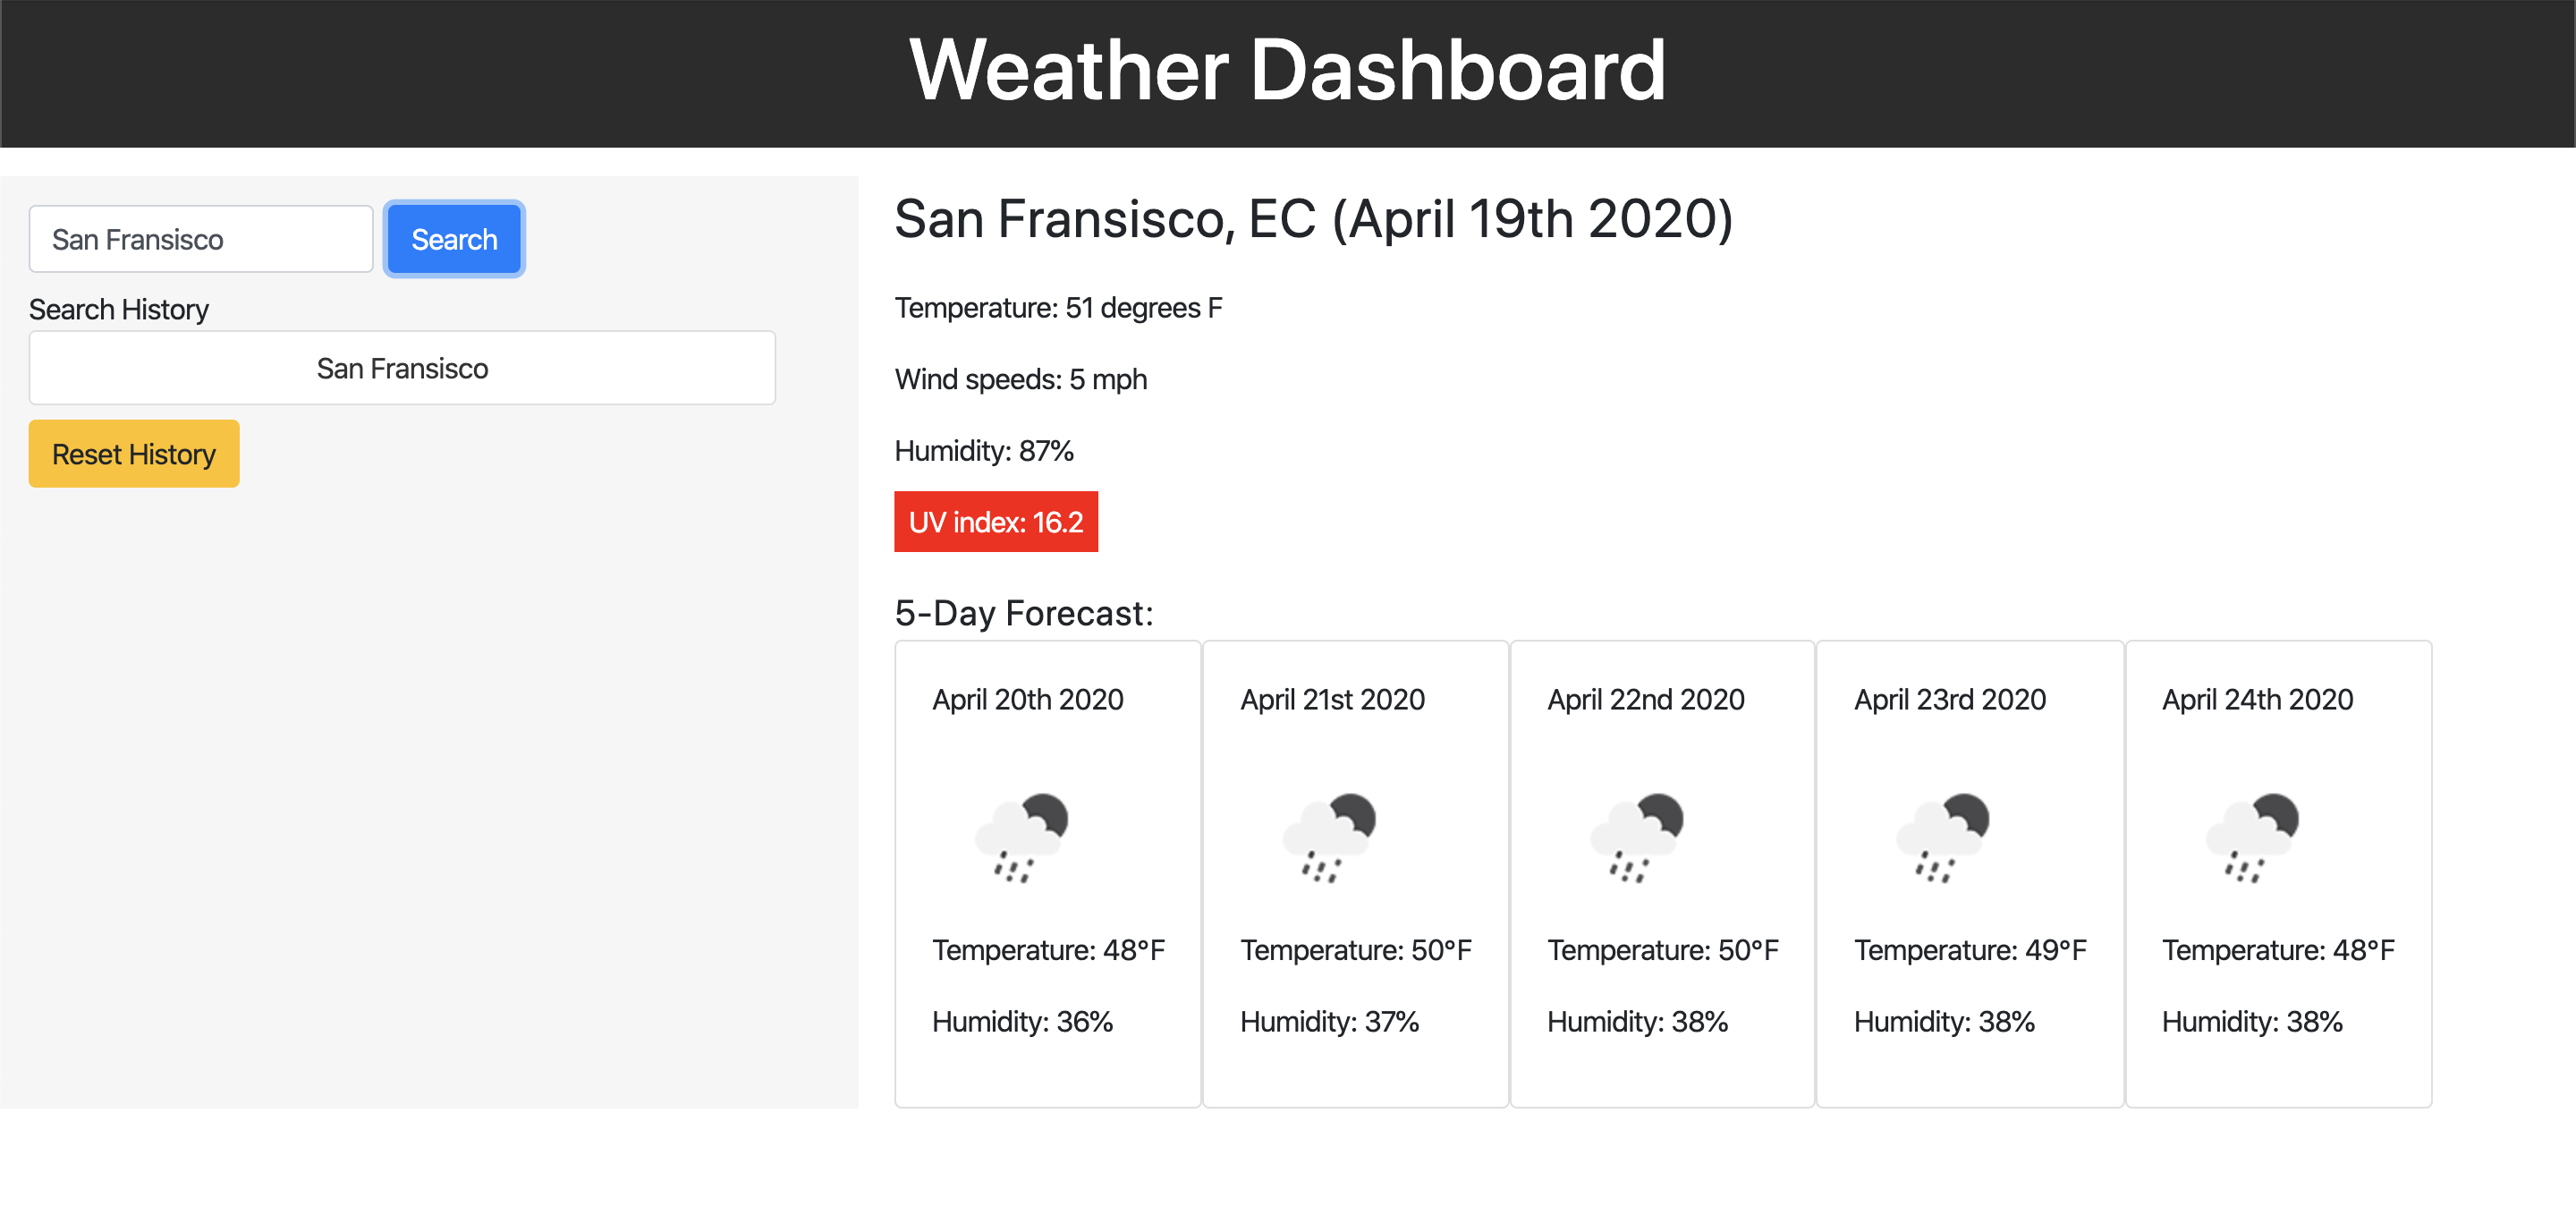 Weather Dashboard
San Fransisco
Search
Search History
San Fransisco
Reset History
San Fransisco, EC (April 19th 2020)
Temperature: 51 degrees F
Wind speeds: 5 mph
Humidity: 87%
UV index: 16.2
5-Day Forecast:
April 20th 2020
Temperature: 48°F
Humidity: 36%
April 21st 2020
Temperature: 50°F
Humidity: 37%
April 22nd 2020
Temperature: 50°F
Humidity: 38%
April 23rd 2020
Temperature: 49°F
Humidity: 38%
April 24th 2020
Temperature: 48°F
Humidity: 38%